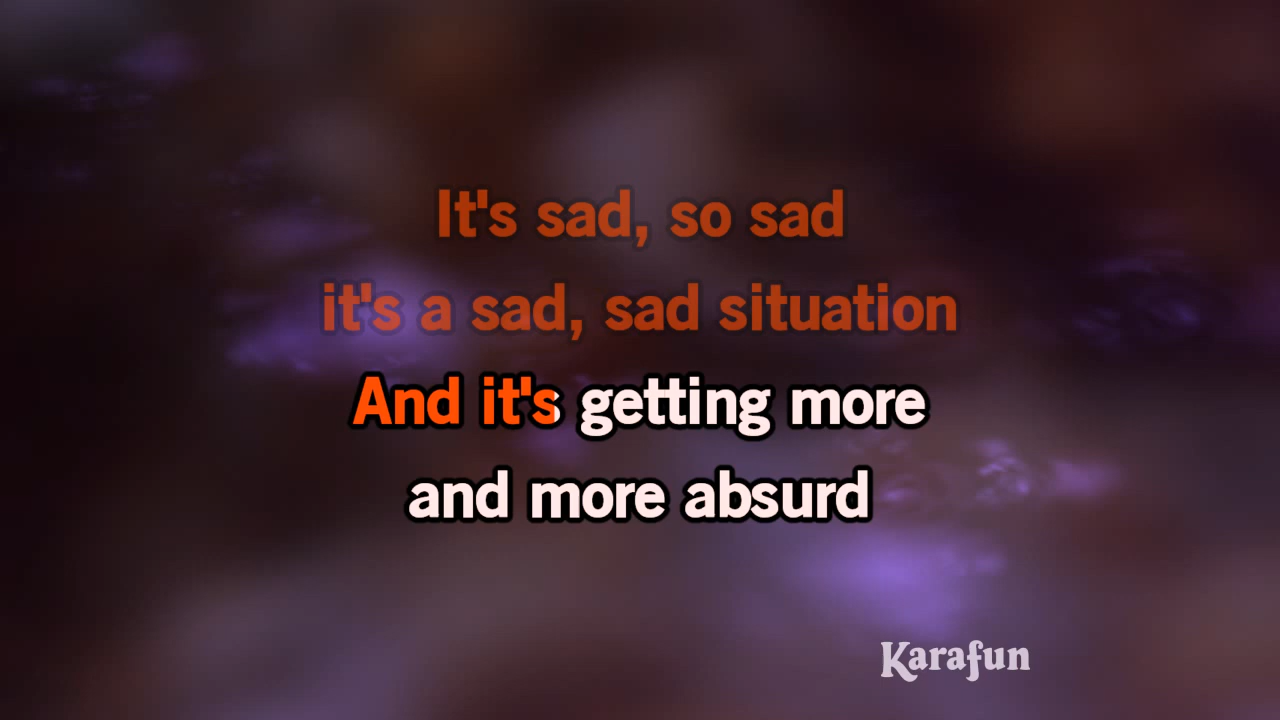 It's sad, so sad
it's a sad, sad situation
And it's getting more
and more absurd
Karafun